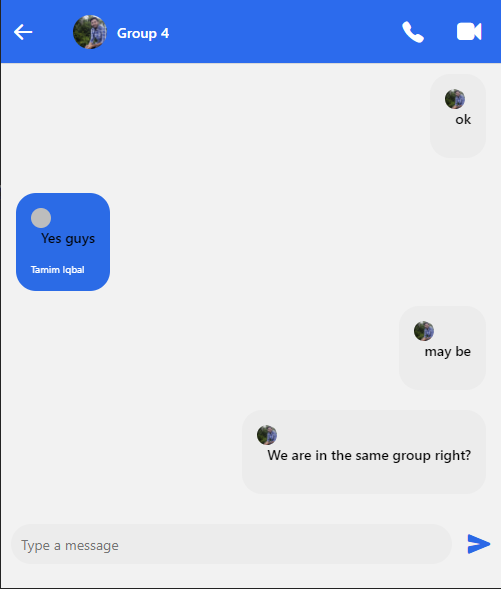 Group 4
ok
Yes guys
Tamim Iqbal
may be
We are in the same group right?
Type a message